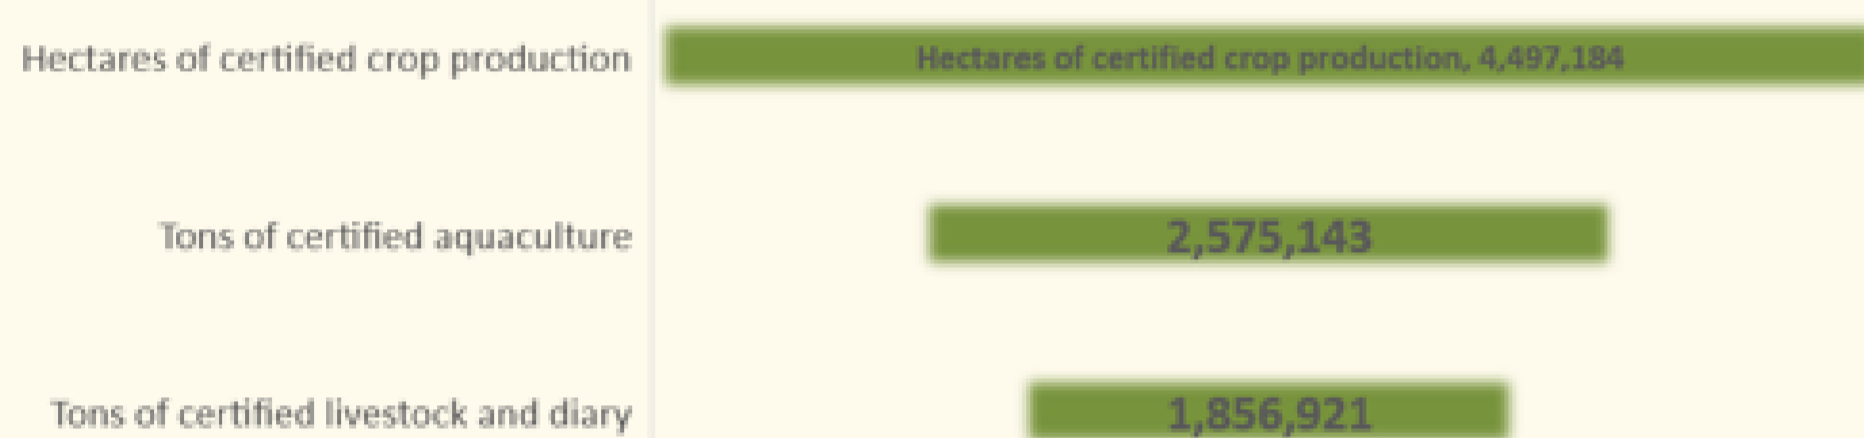 Hectares of certified crop production
Hectares of certified crop production, 4,497,184
Tons of certified aquaculture
2,575,143
Tons of certified livestock and diary
1,856,921